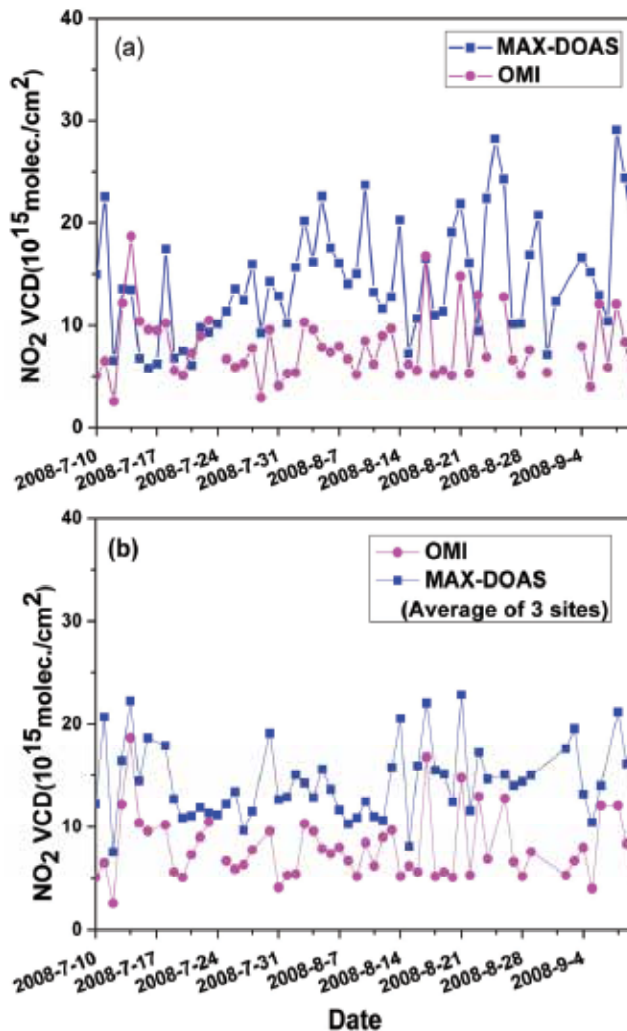 (a)
MAX-DOAS
OMI
40
30
20
10
0
NO2 VCD(10^15 molec./cm^2)
2008-7-10
2008-7-17
2008-7-24
2008-7-31
2008-8-7
2008-8-14
2008-8-21
2008-8-28
2008-9-4
(b)
OMI
MAX-DOAS
(Average of 3 sites)
40
30
20
10
0
NO2 VCD(10^15 molec./cm^2)
2008-7-10
2008-7-17
2008-7-24
2008-7-31
2008-8-7
2008-8-14
2008-8-21
2008-8-28
2008-9-4
Date